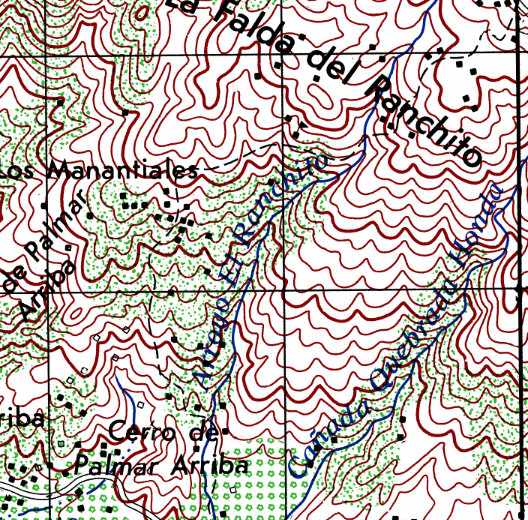 La Falda del Ranchito
Los Manantiales
de Palmar
Arriba
Arroyo El Ranchito
Cañada Quebrada Honda
riba
Cerro de
Palmar Arriba